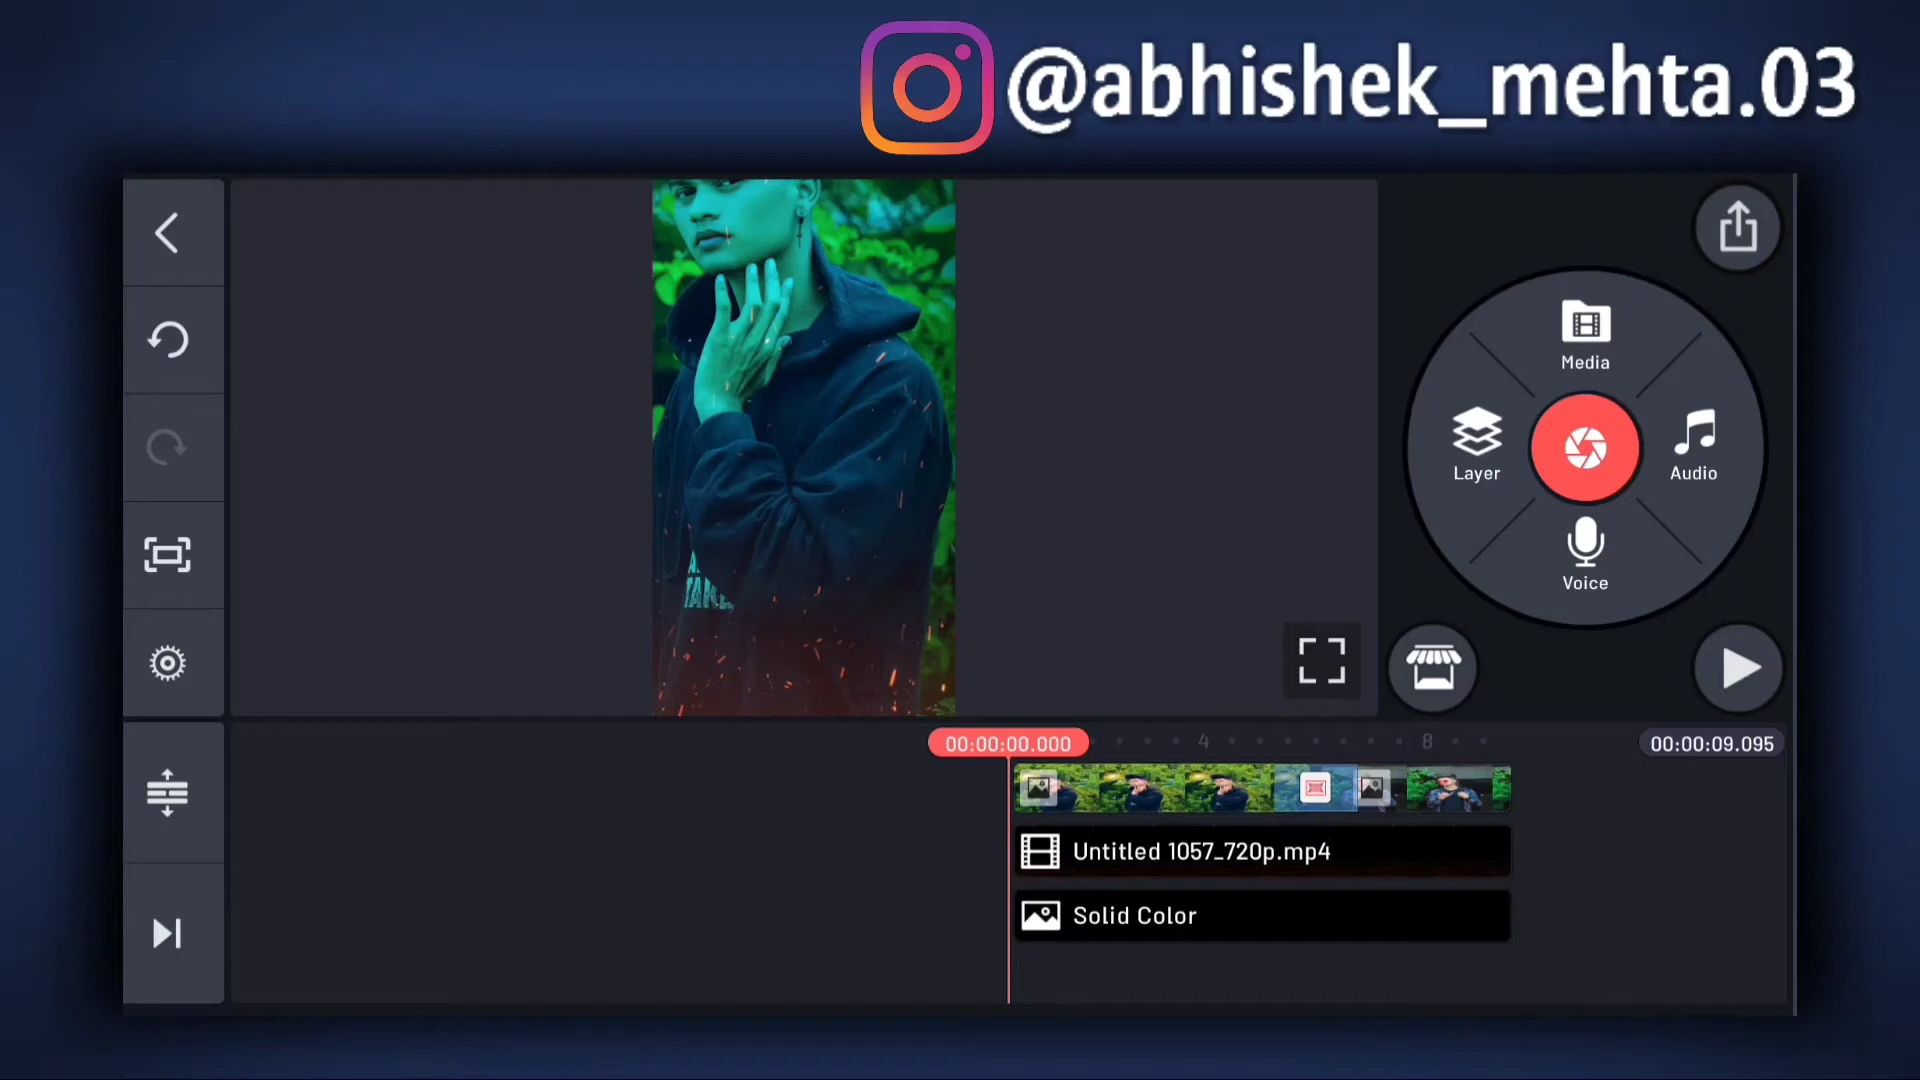 @abhishek_mehta.03
Media
Layer
Audio
Voice
00:00:00.000
4
8
00:00:09.095
Untitled 1057_720p.mp4
Solid Color